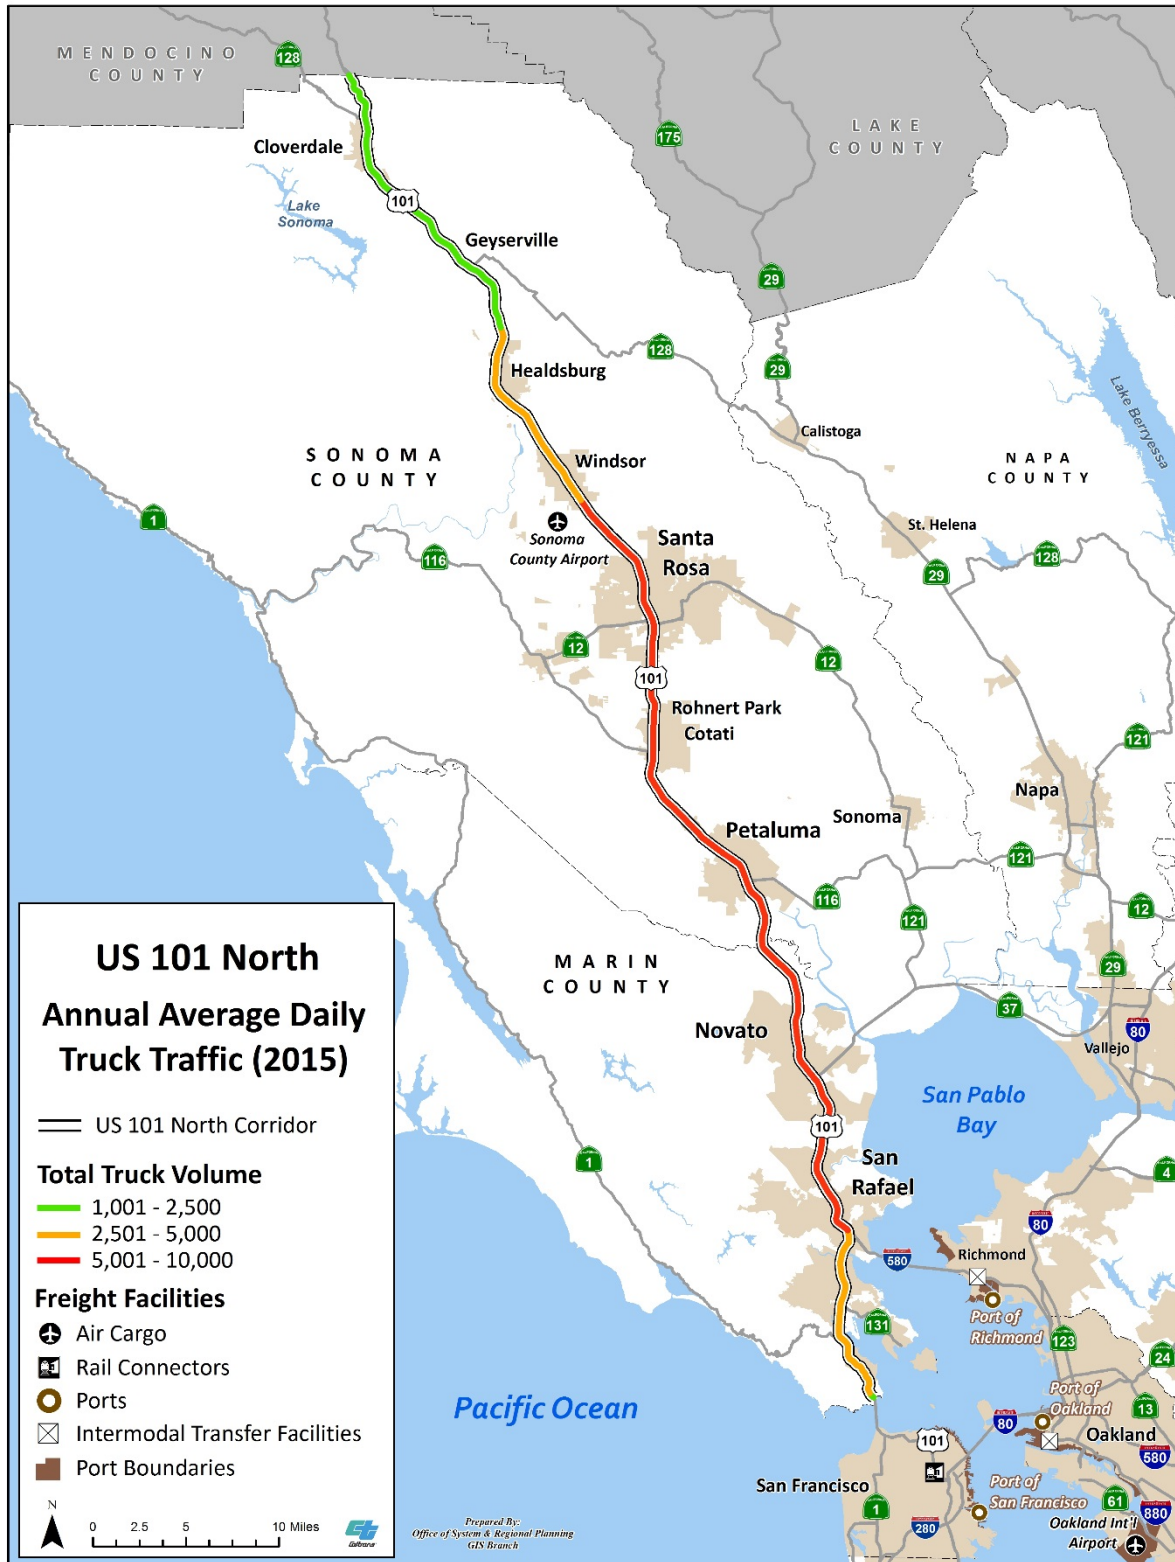 MENDOCINO
COUNTY
128
175
LAKE
COUNTY
Cloverdale
101
Lake
Sonoma
Geyserville
29
128
29
Healdsburg
Lake Berryessa
Calistoga
SONOMA
COUNTY
Windsor
NAPA
COUNTY
1
Sonoma
County Airport
St. Helena
Santa
Rosa
116
128
29
12
12
101
Rohnert Park
Cotati
121
Napa
Petaluma
Sonoma
121
116
12
121
MARIN
COUNTY
29
37
Novato
80
Vallejo
San Pablo
Bay
101
San
Rafael
1
4
80
580
Richmond
Port of
Richmond
131
123
24
Port of
Oakland
13
80
Oakland
580
Pacific Ocean
101
San Francisco
1
280
Port of
San Francisco
61
880
Oakland Int'l
Airport
US 101 North
Annual Average Daily
Truck Traffic (2015)
US 101 North Corridor
Total Truck Volume
1,001 - 2,500
2,501 - 5,000
5,001 - 10,000
Freight Facilities
Air Cargo
Rail Connectors
Ports
Intermodal Transfer Facilities
Port Boundaries
N
0 2.5 5 10 Miles
Caltrans
Prepared By:
Office of System & Regional Planning
GIS Branch